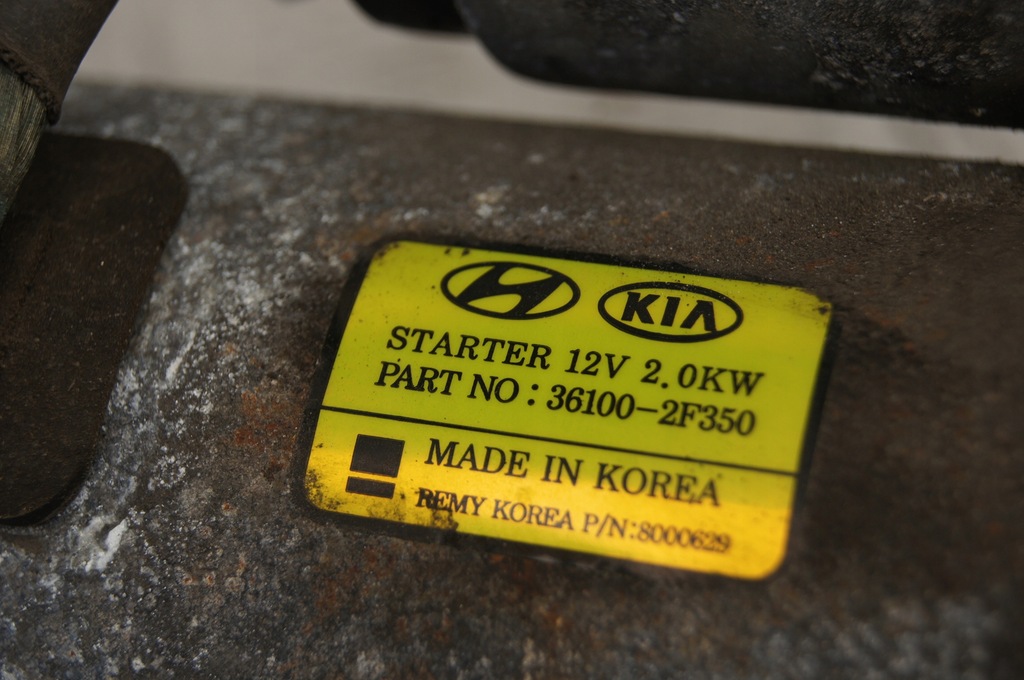 KIA
STARTER 12V 2.0KW
PART NO : 36100-2F350
MADE IN KOREA
REMY KOREA P/N:8000629